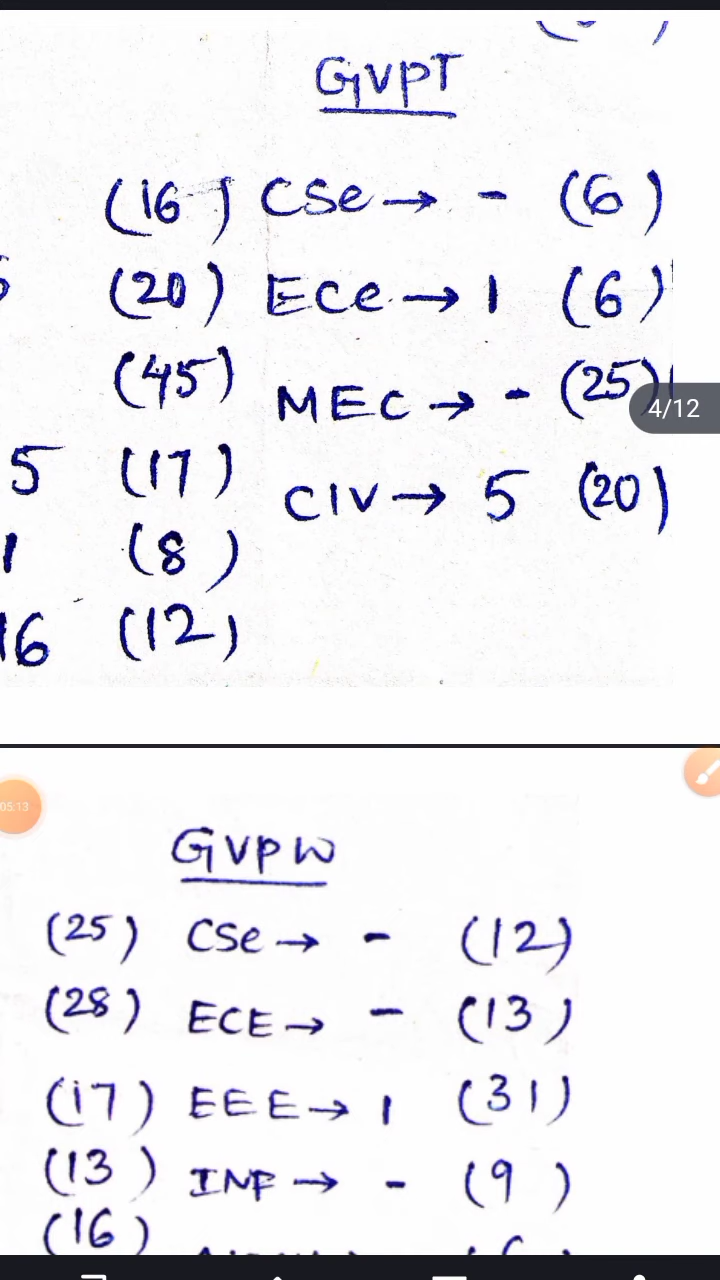 GVPT
(16) CSe → - (6)
5 (20) ECe → 1 (6)
(45) MEC → - (25)
4/12
5 (17) CIV → 5 (20)
1 (8)
16 (12)
05:13
GVPW
(25) CSe → - (12)
(28) ECE → - (13)
(17) EEE → 1 (31)
(13) INF → - (9)
(16)